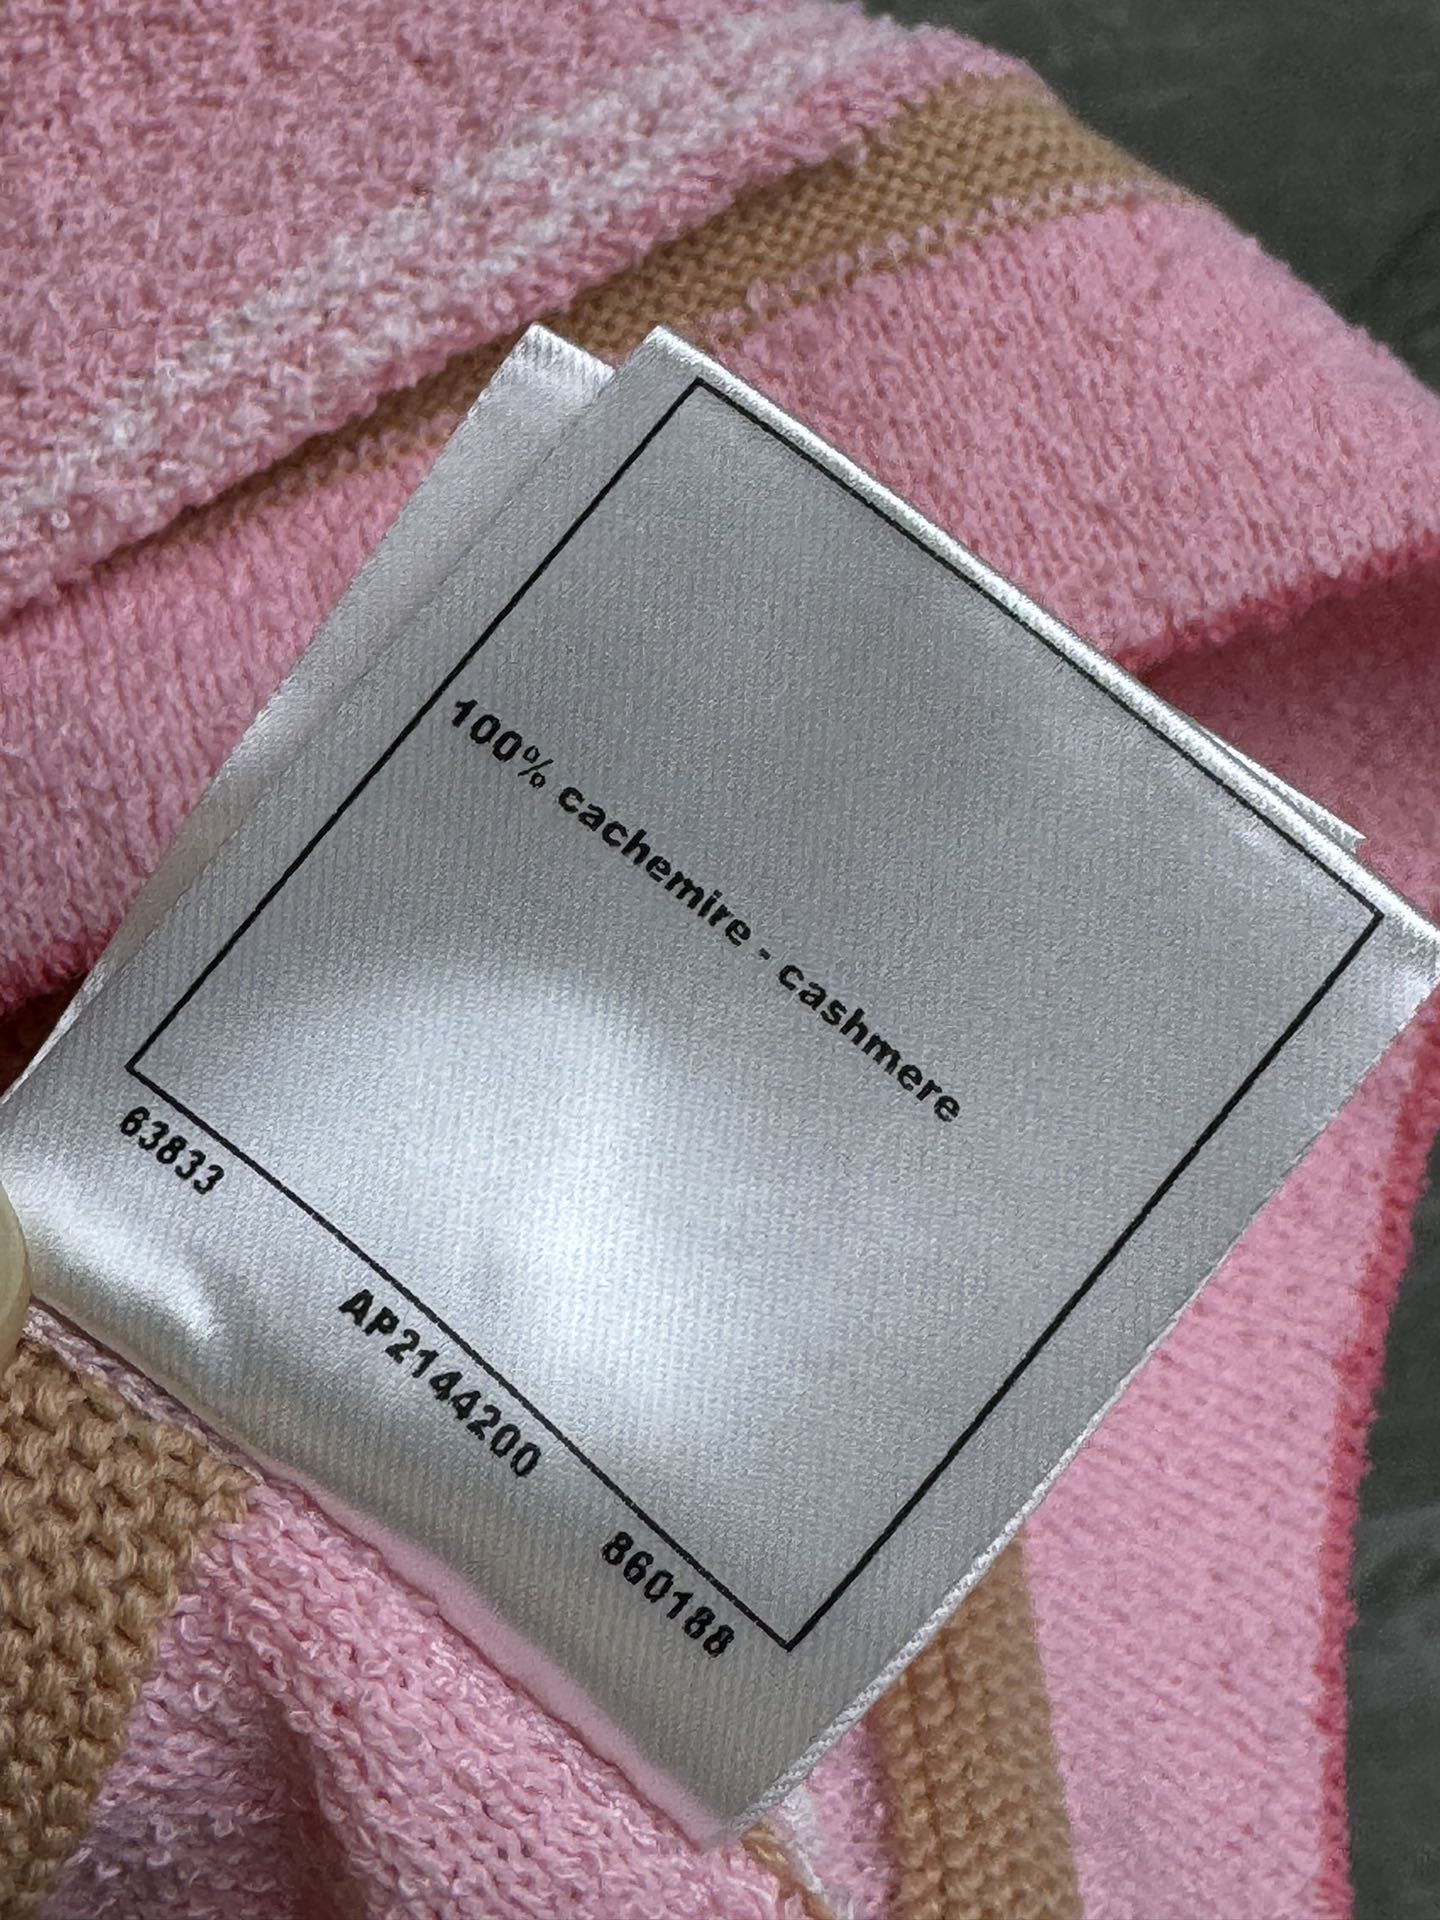 100% cachemire - cashmere
63833
AP2144200
860188